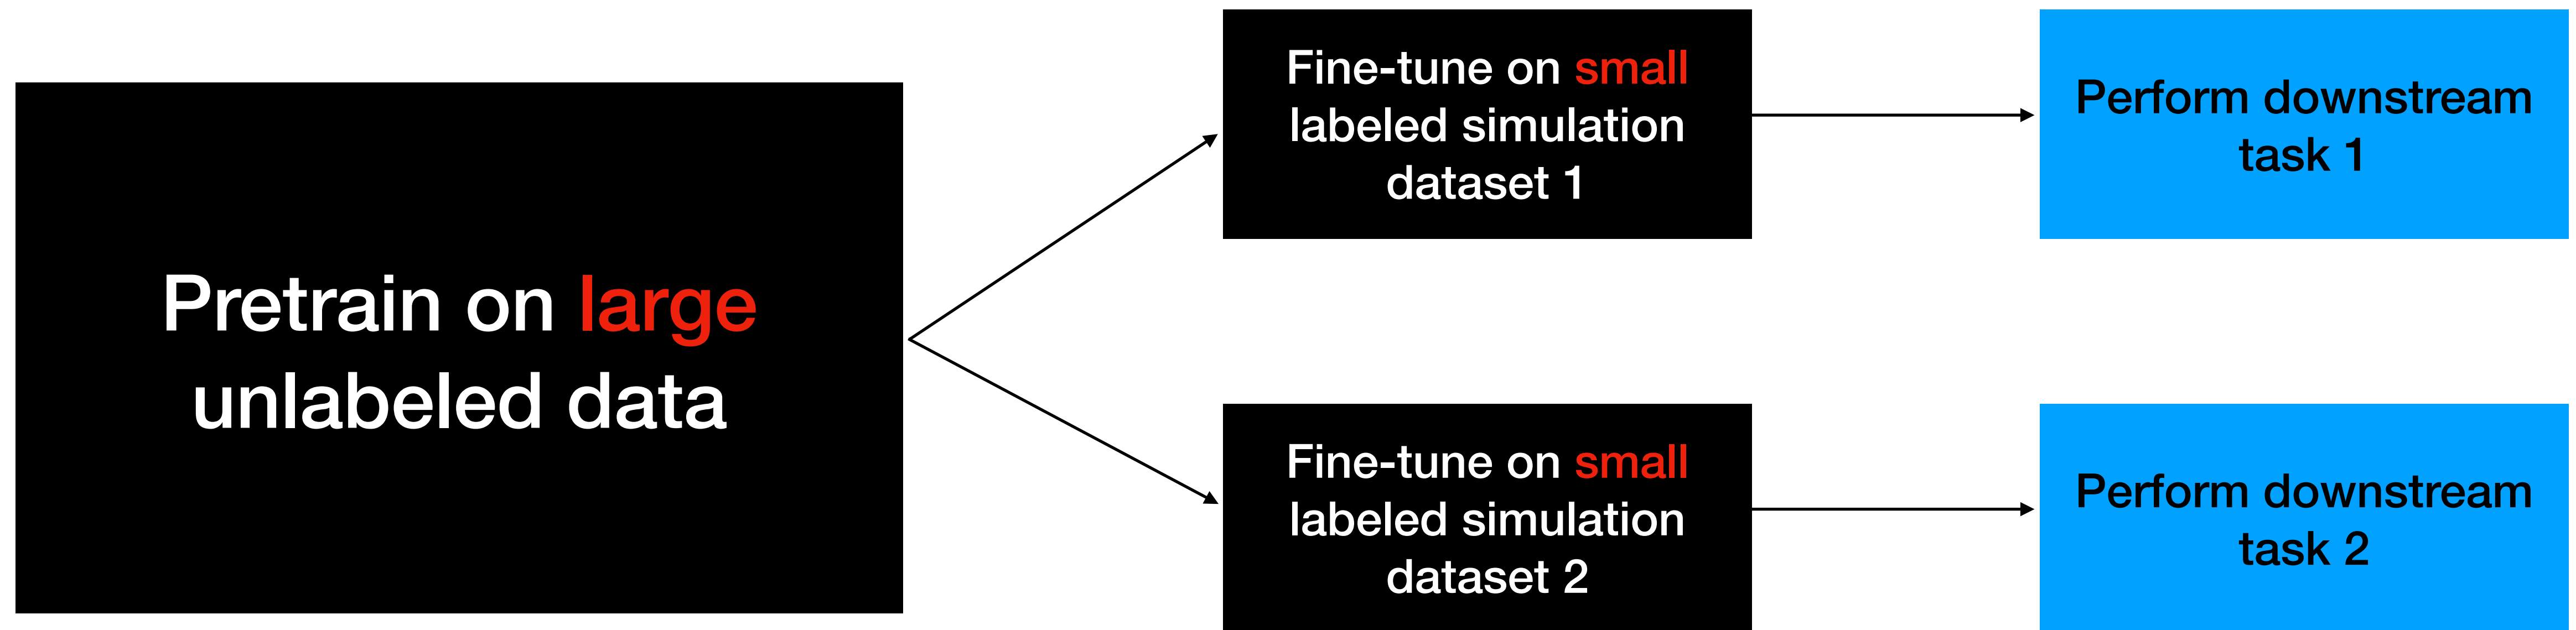 Pretrain on large
unlabeled data
Fine-tune on small
labeled simulation
dataset 1
Perform downstream
task 1
Fine-tune on small
labeled simulation
dataset 2
Perform downstream
task 2